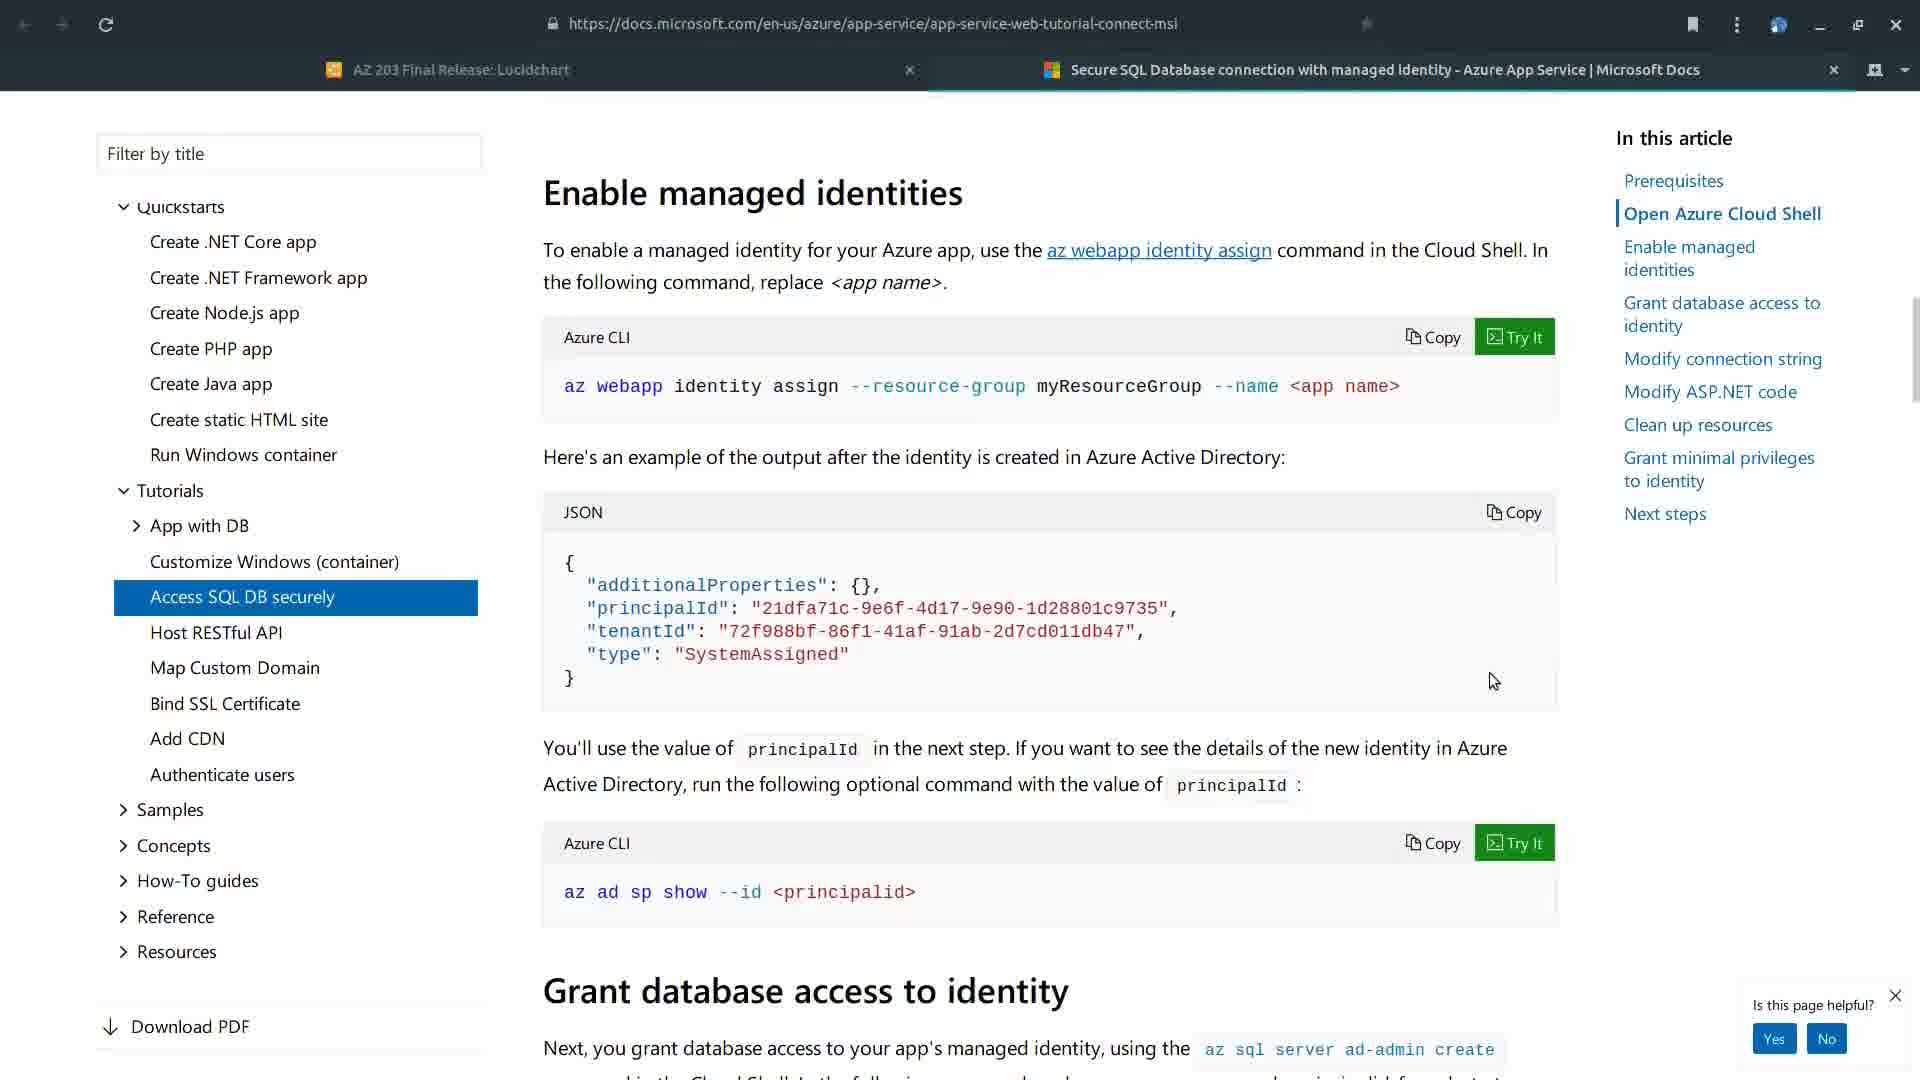 https://docs.microsoft.com/en-us/azure/app-service/app-service-web-tutorial-connect-msi
AZ 203 Final Release: Lucidchart
Secure SQL Database connection with managed Identity - Azure App Service | Microsoft Docs
Filter by title
Quickstarts
Create .NET Core app
Create .NET Framework app
Create Node.js app
Create PHP app
Create Java app
Create static HTML site
Run Windows container
Tutorials
App with DB
Customize Windows (container)
Access SQL DB securely
Host RESTful API
Map Custom Domain
Bind SSL Certificate
Add CDN
Authenticate users
Samples
Concepts
How-To guides
Reference
Resources
Download PDF
Enable managed identities
To enable a managed identity for your Azure app, use the az webapp identity assign command in the Cloud Shell. In
the following command, replace <app name>.
Azure CLI
Copy
Try It
az webapp identity assign --resource-group myResourceGroup --name <app name>
Here's an example of the output after the identity is created in Azure Active Directory:
JSON
Copy
{
"additionalProperties": {},
"principalId": "21dfa71c-9e6f-4d17-9e90-1d28801c9735",
"tenantId": "72f988bf-86f1-41af-91ab-2d7cd011db47",
"type": "SystemAssigned"
}
You'll use the value of principalId in the next step. If you want to see the details of the new identity in Azure
Active Directory, run the following optional command with the value of principalId :
Azure CLI
Copy
Try It
az ad sp show --id <principalid>
Grant database access to identity
Next, you grant database access to your app's managed identity, using the az sql server ad-admin create
In this article
Prerequisites
Open Azure Cloud Shell
Enable managed
identities
Grant database access to
identity
Modify connection string
Modify ASP.NET code
Clean up resources
Grant minimal privileges
to identity
Next steps
Is this page helpful?
Yes
No